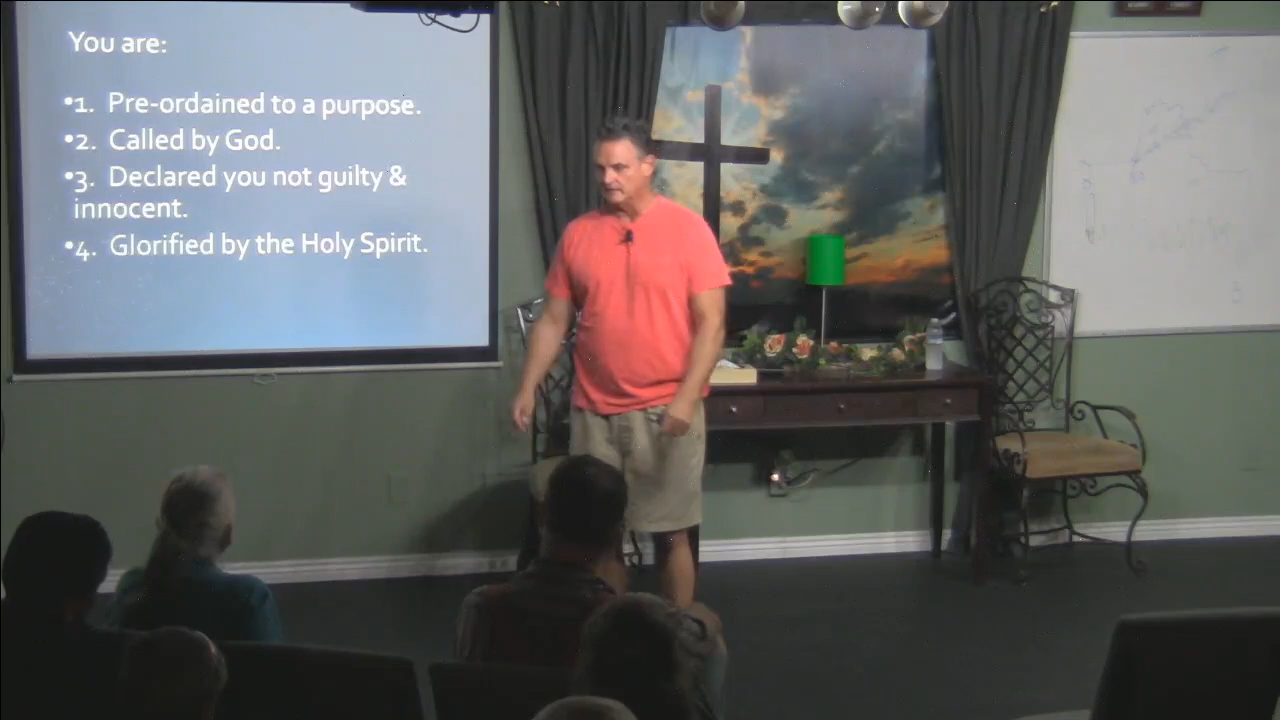 You are:
•1. Pre-ordained to a purpose.
•2. Called by God.
•3. Declared you not guilty &
innocent.
•4. Glorified by the Holy Spirit.